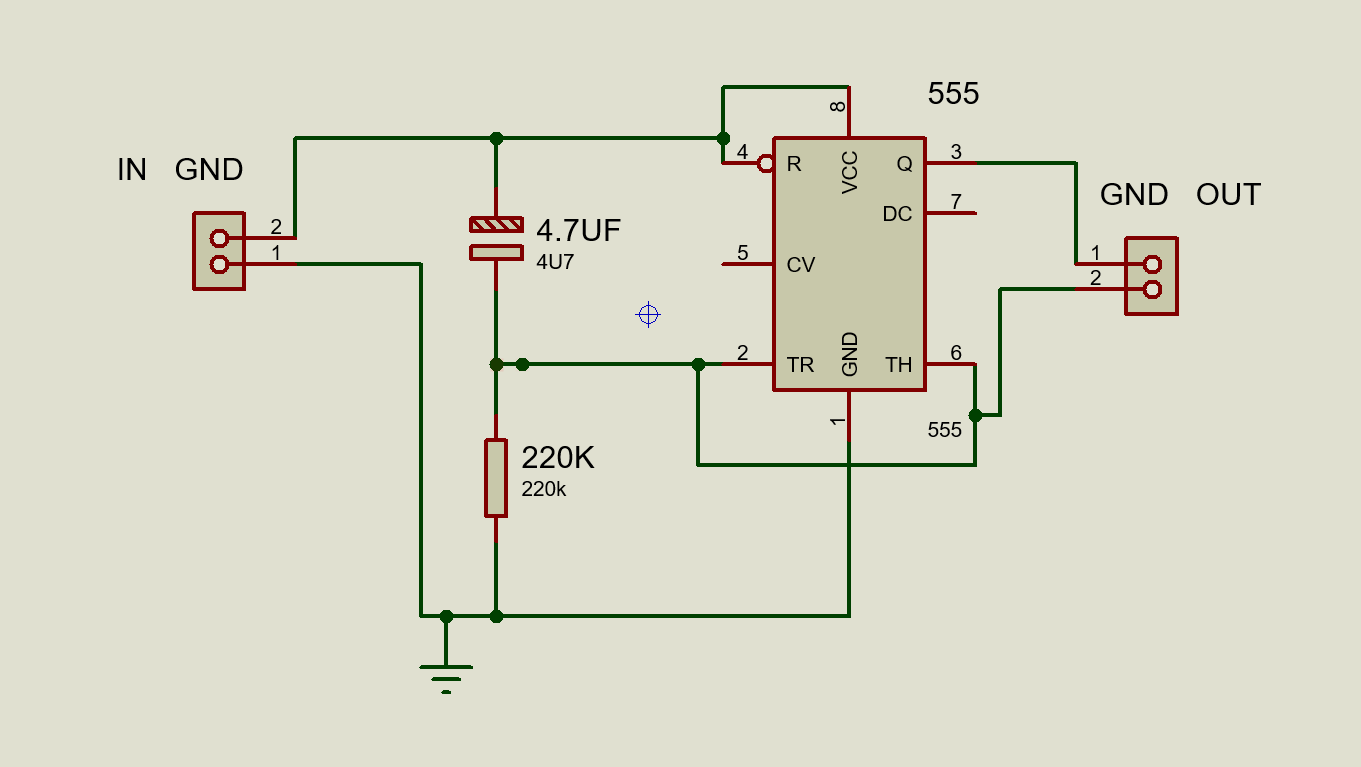 555
8
IN GND
4 R VCC Q 3
GND OUT
7
DC
2
4.7UF
1
5 CV
4U7
1
2
2 TR GND TH 6
1
555
220K
220k